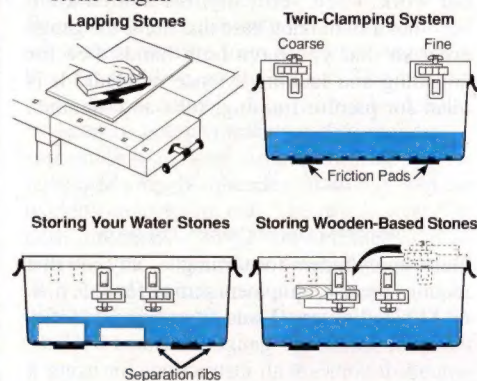 Lapping Stones
Twin-Clamping System
Coarse
Fine
Friction Pads
Storing Your Water Stones
Storing Wooden-Based Stones
Separation ribs